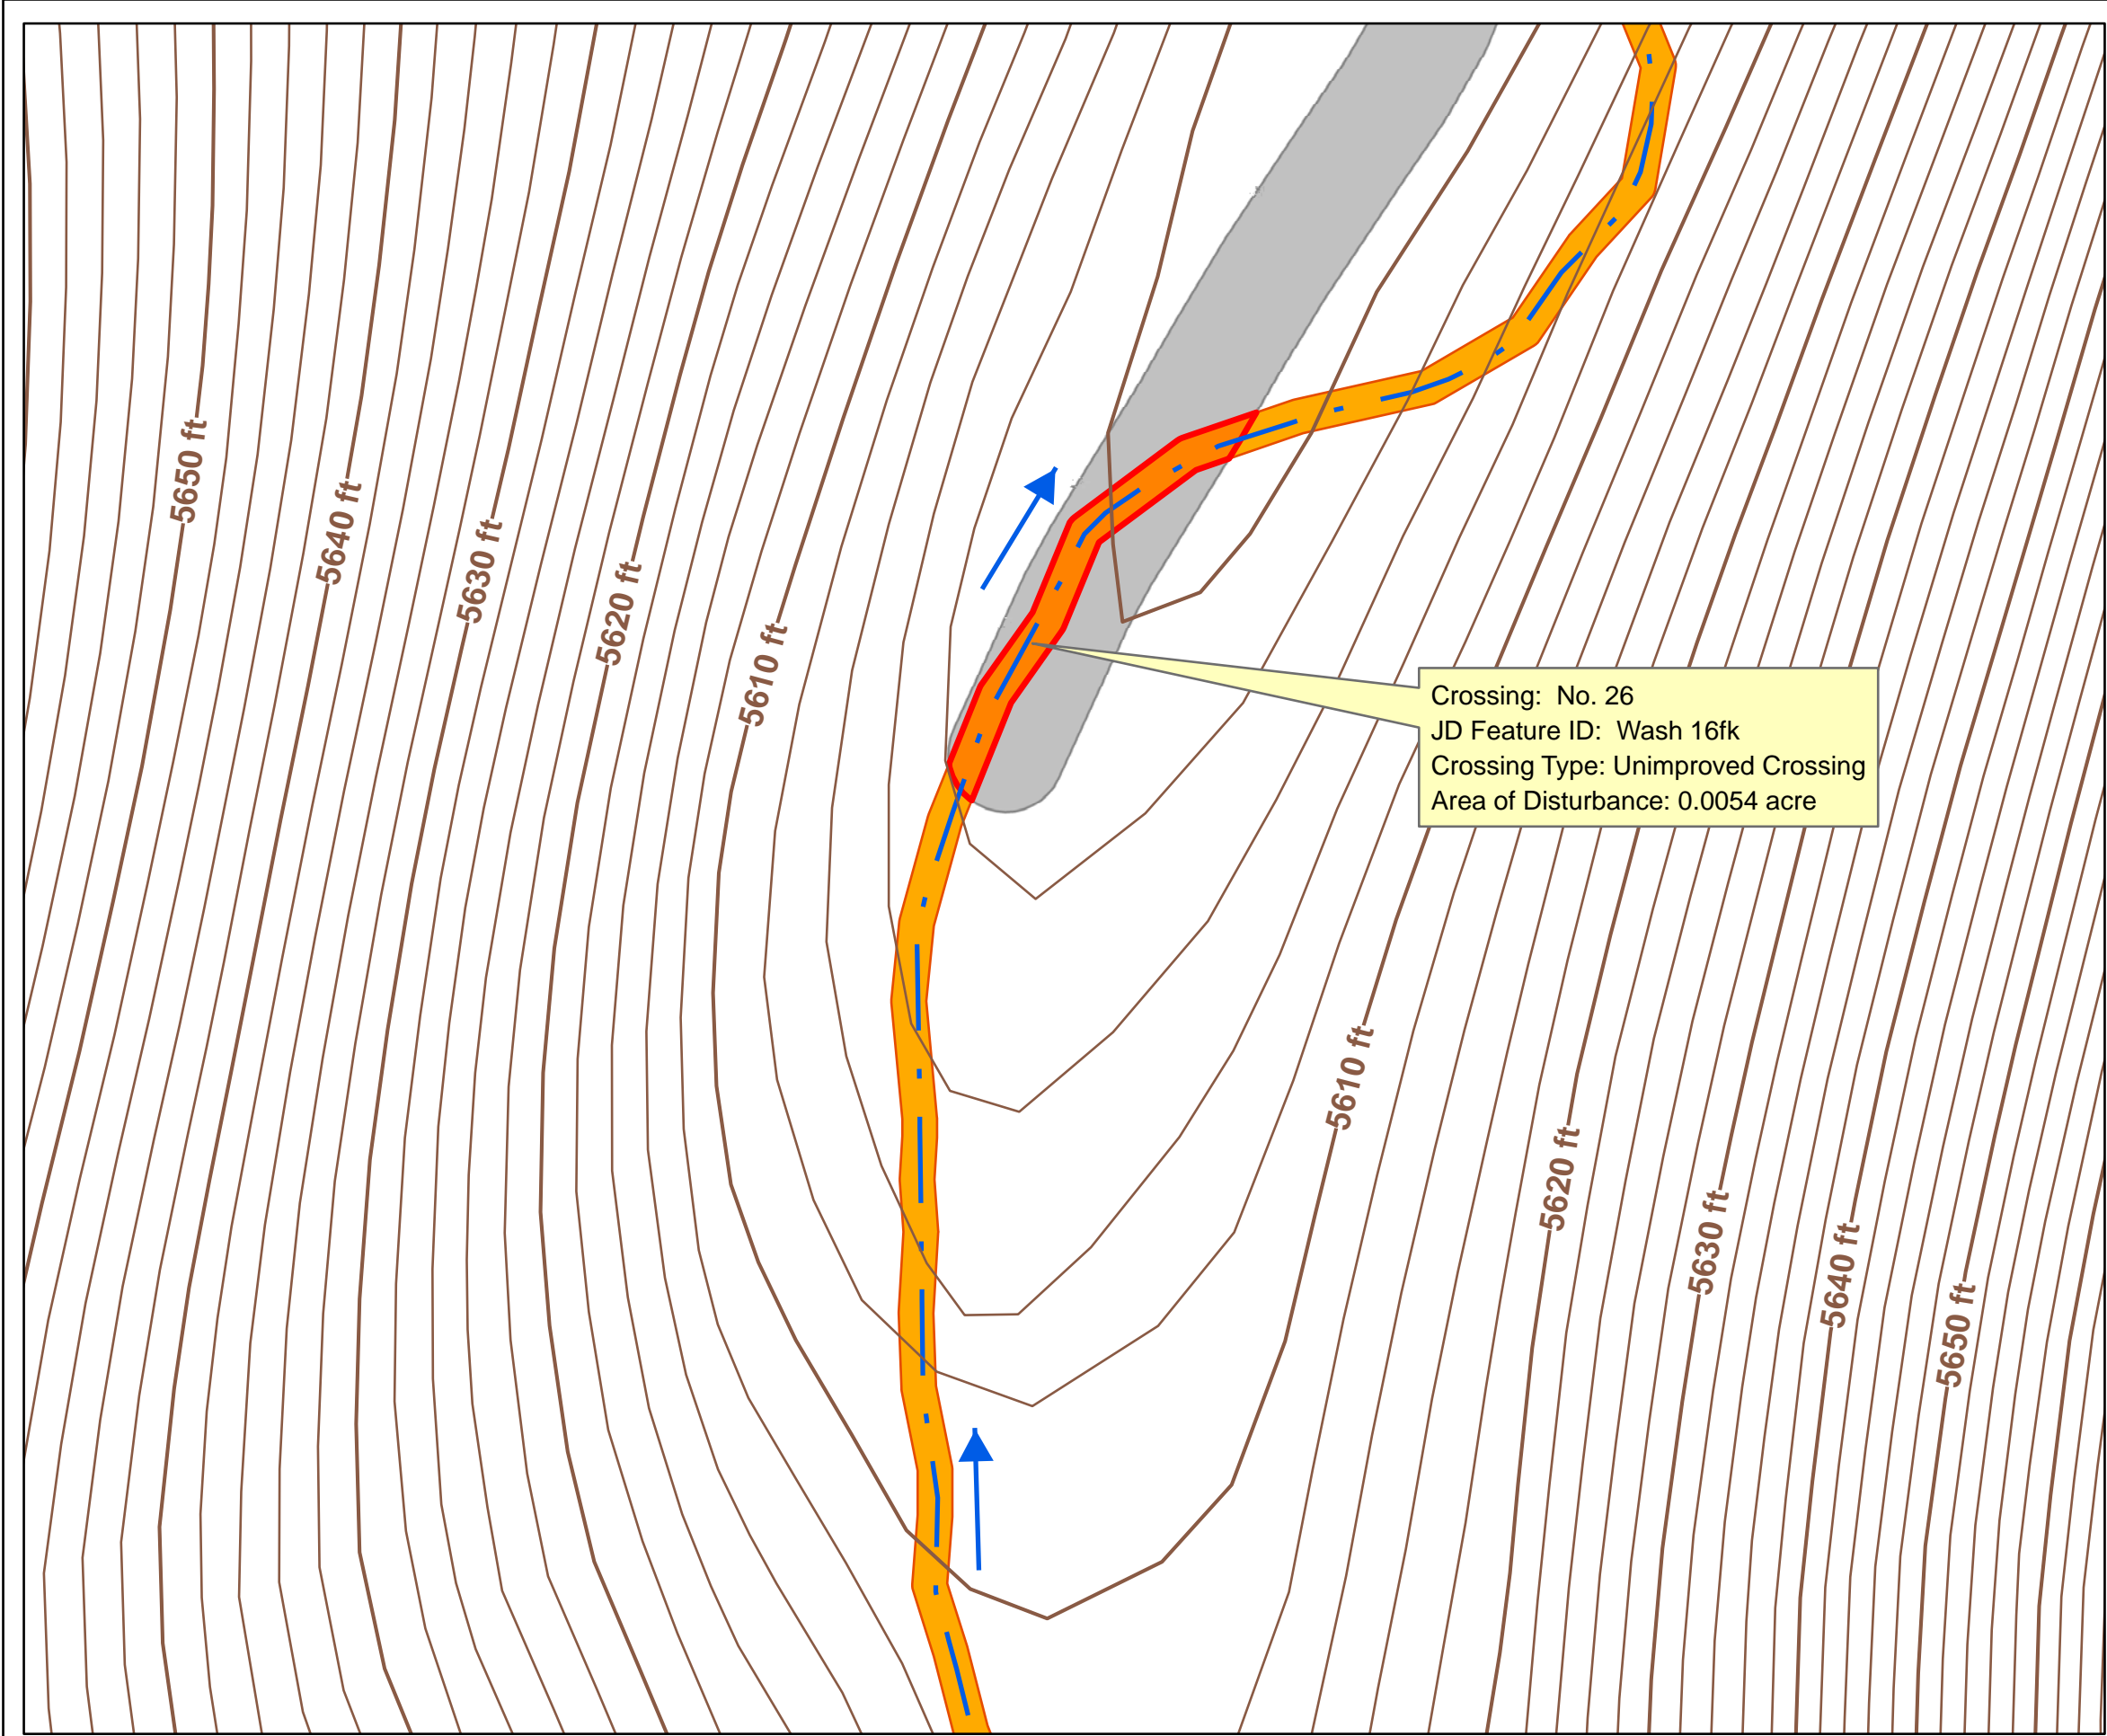 5650 ft
5640 ft
5630 ft
5620 ft
5610 ft
Crossing: No. 26
JD Feature ID: Wash 16fk
Crossing Type: Unimproved Crossing
Area of Disturbance: 0.0054 acre
5610 ft
5620 ft
5630 ft
5640 ft
5650 ft